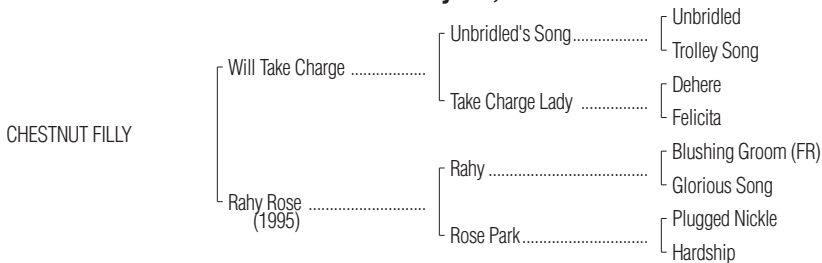 Unbridled
Unbridled's Song.................
Trolley Song
Will Take Charge ..................
Dehere
Take Charge Lady ................
Felicita
CHESTNUT FILLY
Blushing Groom (FR)
Rahy ......................................
Glorious Song
Rahy Rose ............................
(1995)
Plugged Nickle
Rose Park..............................
Hardship